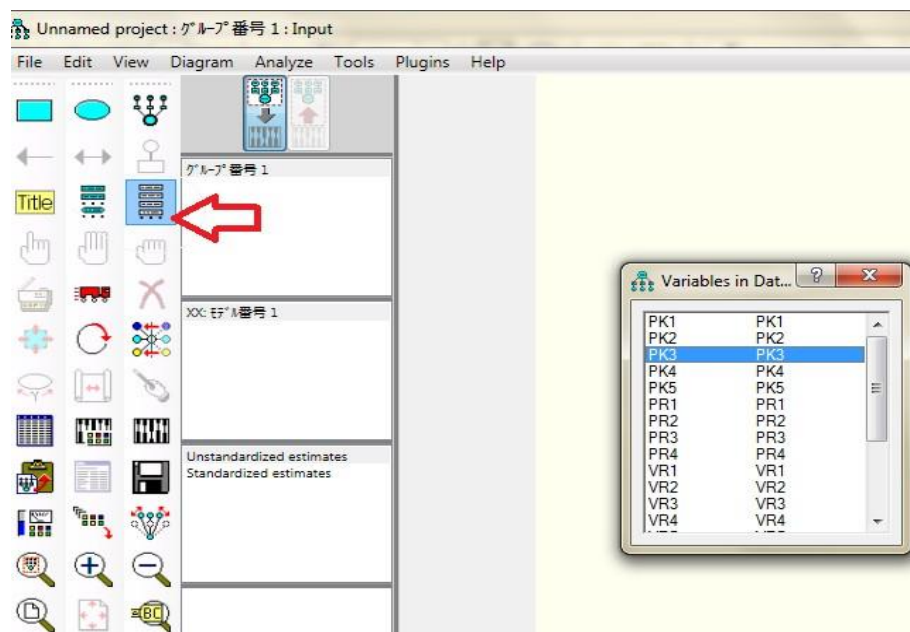 Unnamed project : ｸﾞﾙｰﾌﾟ番号 1 : Input
File Edit View Diagram Analyze Tools Plugins Help
ｸﾞﾙｰﾌﾟ番号 1
Title
XX: ﾓﾃﾞﾙ番号 1
Unstandardized estimates
Standardized estimates
Variables in Dat...
PK1 PK1
PK2 PK2
PK3 PK3
PK4 PK4
PK5 PK5
PR1 PR1
PR2 PR2
PR3 PR3
PR4 PR4
VR1 VR1
VR2 VR2
VR3 VR3
VR4 VR4